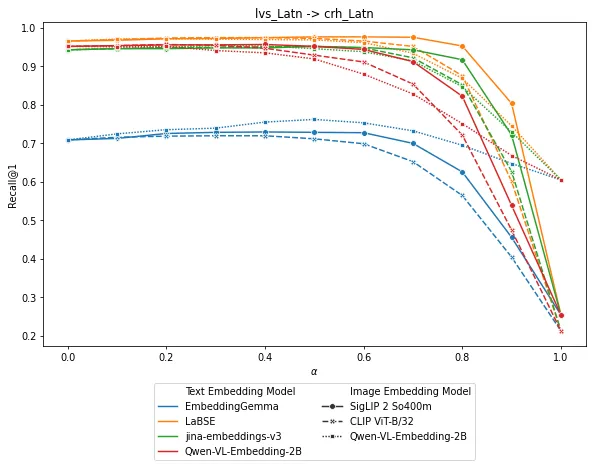 lvs_Latn -> crh_Latn
1.0
0.9
0.8
0.7
0.6
0.5
0.4
0.3
0.2
Recall@1
0.0 0.2 0.4 0.6 0.8 1.0
α
Text Embedding Model Image Embedding Model
EmbeddingGemma SigLIP 2 So400m
LaBSE CLIP ViT-B/32
jina-embeddings-v3 Qwen-VL-Embedding-2B
Qwen-VL-Embedding-2B